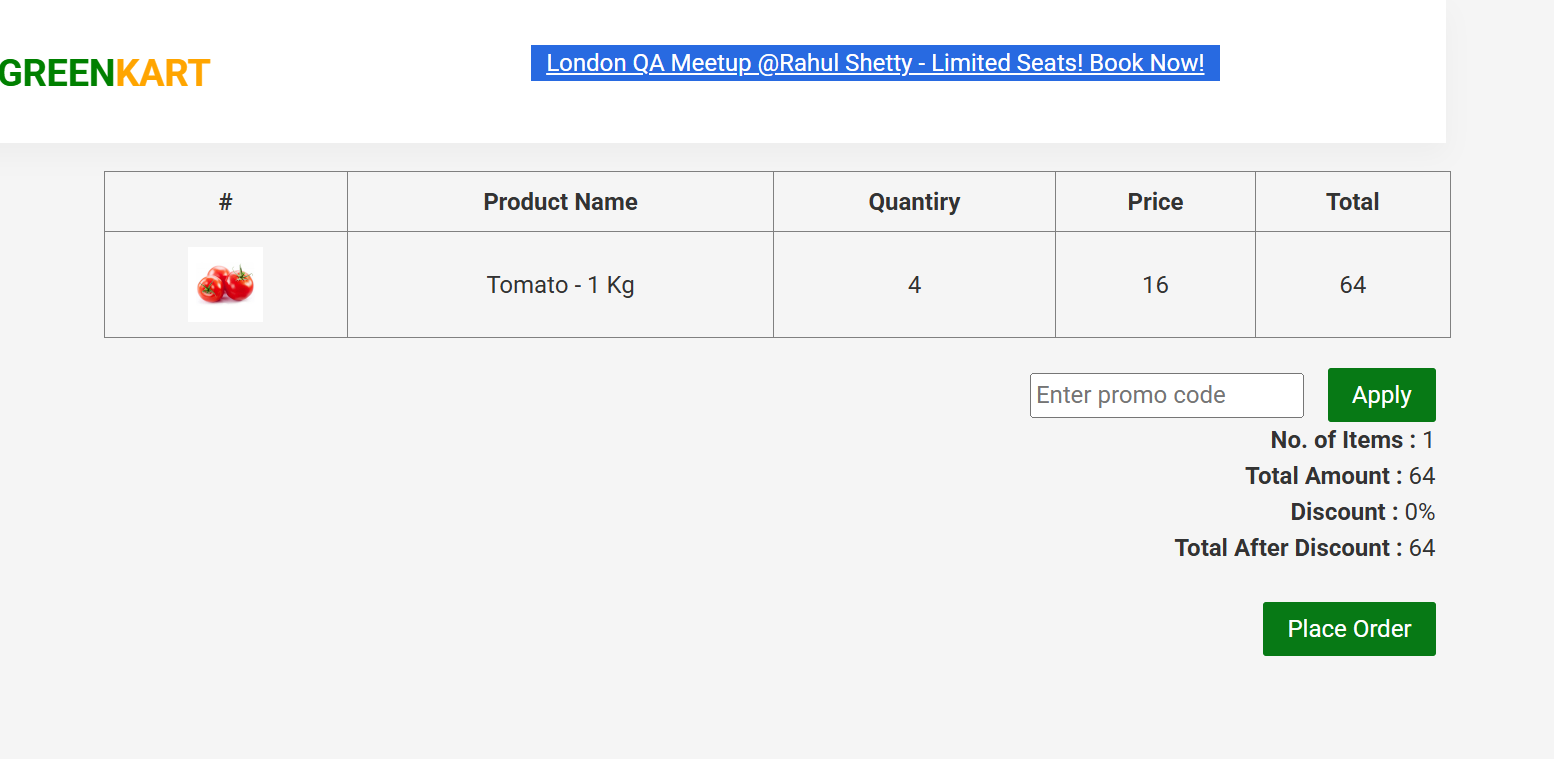 GREENKART
London QA Meetup @Rahul Shetty - Limited Seats! Book Now!
# Product Name Quantiry Price Total
Tomato - 1 Kg 4 16 64
Enter promo code Apply
No. of Items : 1
Total Amount : 64
Discount : 0%
Total After Discount : 64
Place Order